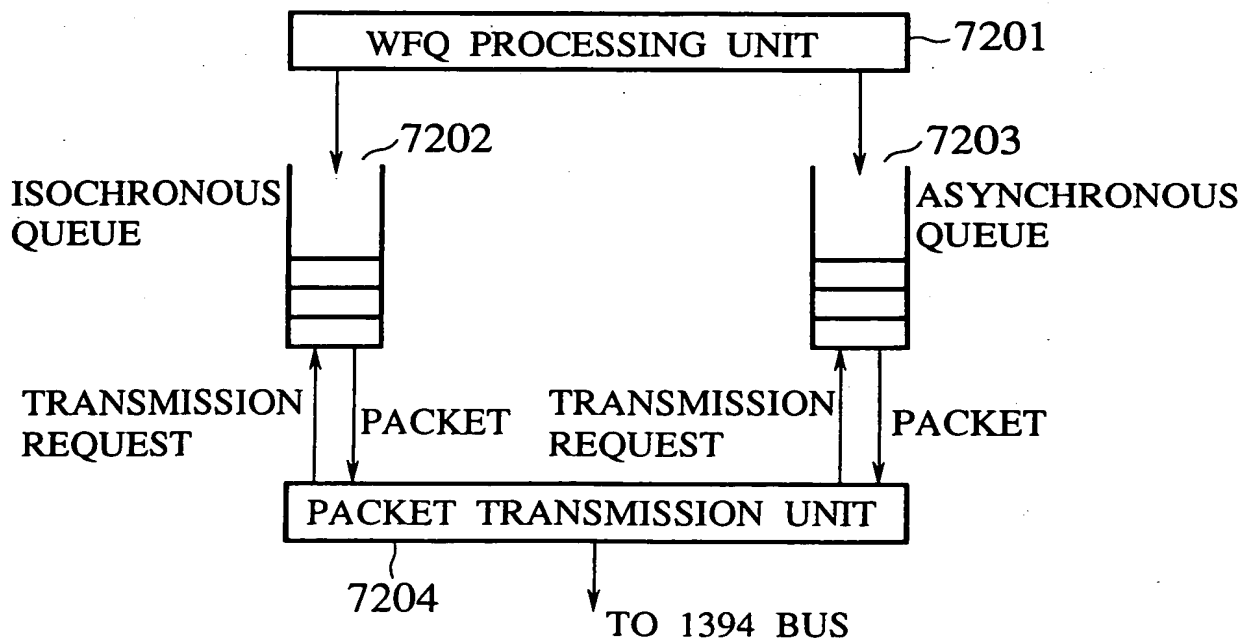 WFQ PROCESSING UNIT
7201
7202
7203
ISOCHRONOUS
QUEUE
ASYNCHRONOUS
QUEUE
TRANSMISSION
REQUEST
PACKET
TRANSMISSION
REQUEST
PACKET
PACKET TRANSMISSION UNIT
7204
TO 1394 BUS